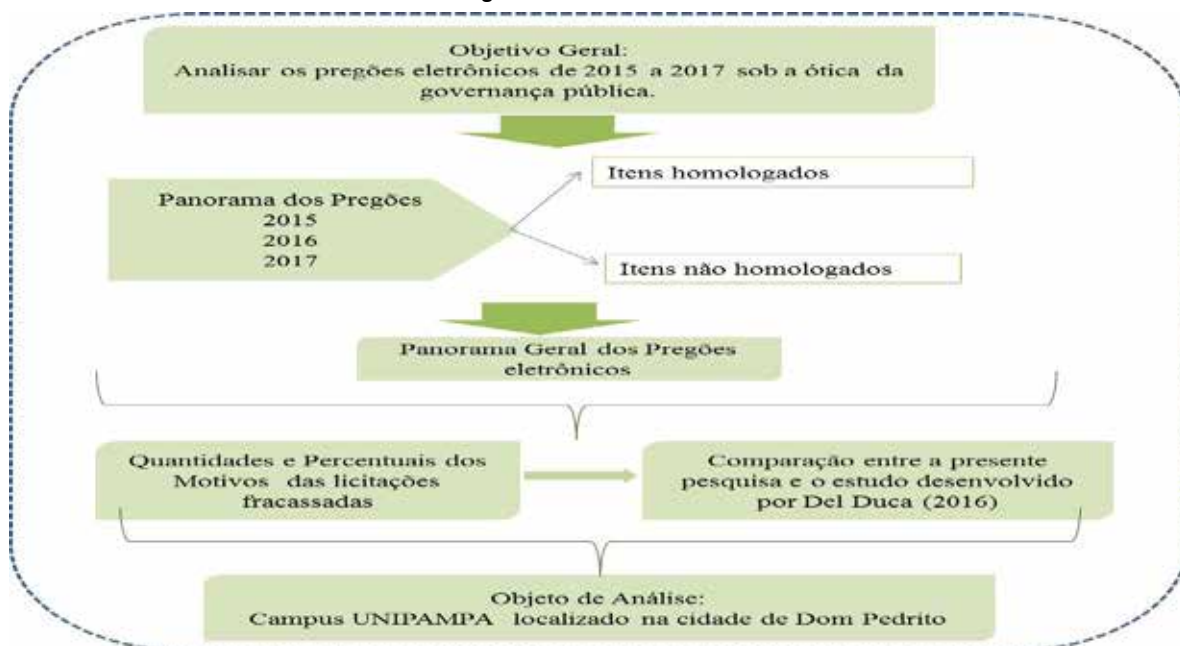 Objetivo Geral:
Analisar os pregões eletrônicos de 2015 a 2017 sob a ótica da
governança pública.
Itens homologados
Panorama dos Pregões
2015
2016
2017
Itens não homologados
Panorama Geral dos Pregões
eletrônicos
Quantidades e Percentuais dos
Motivos das licitações
fracassadas
Comparação entre a presente
pesquisa e o estudo desenvolvido
por Del Duca (2016)
Objeto de Análise:
Campus UNIPAMPA localizado na cidade de Dom Pedrito